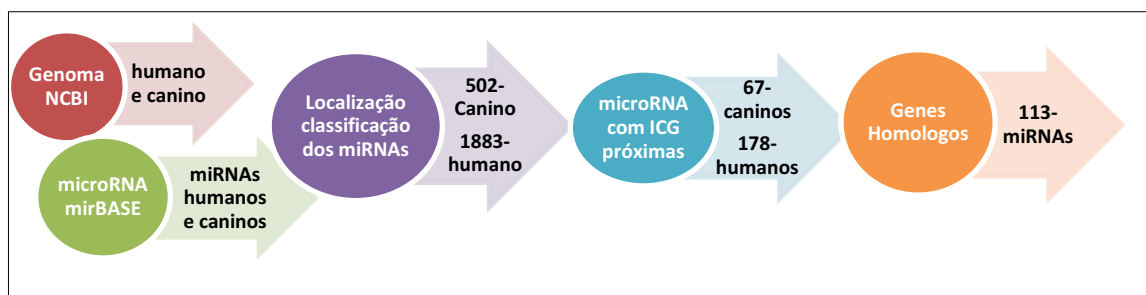 Genoma
NCBI
humano
e canino
microRNA
mirBASE
miRNAs
humanos
e caninos
Localização
classificação
dos miRNAs
502-
Canino
1883-
humano
microRNA
com ICG
próximas
67-
caninos
178-
humanos
Genes
Homologos
113-
miRNAs